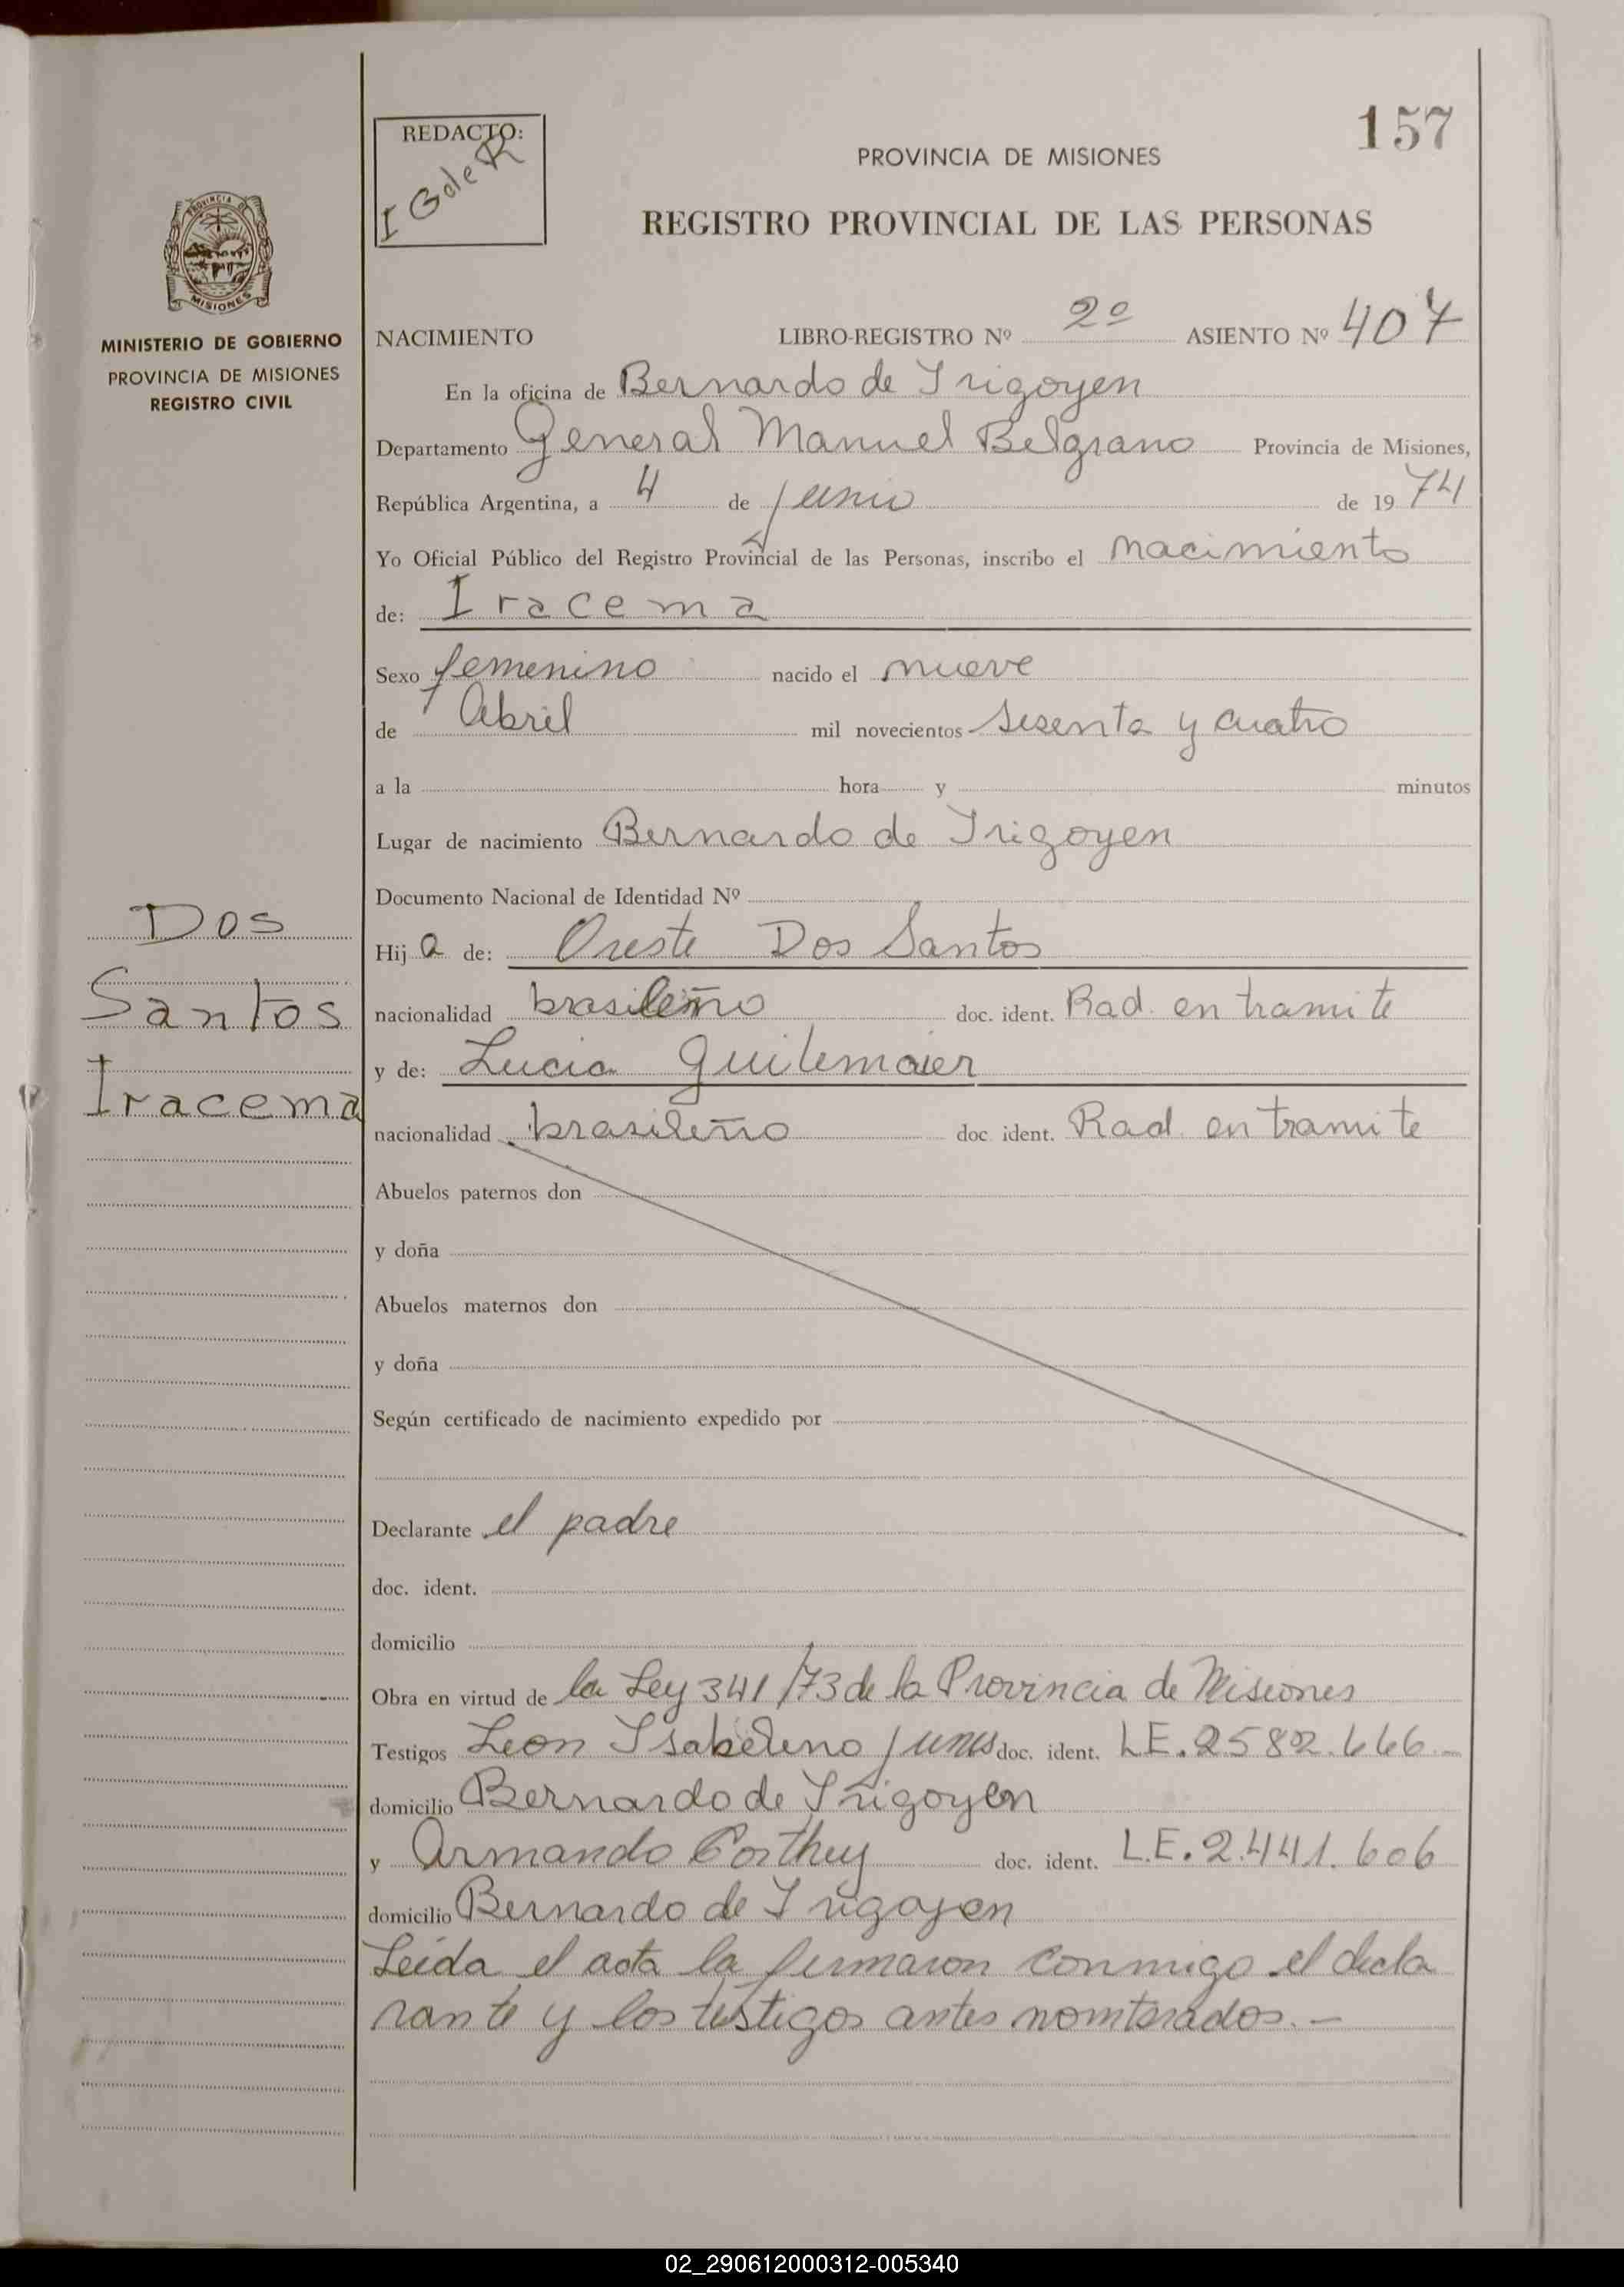 157
REDACTO:
I Gole R
PROVINCIA DE MISIONES
REGISTRO PROVINCIAL DE LAS PERSONAS
PROVINCIA DE
MISIONES
MINISTERIO DE GOBIERNO
PROVINCIA DE MISIONES
REGISTRO CIVIL
NACIMIENTO LIBRO-REGISTRO Nº 2º ASIENTO Nº 407
En la oficina de Bernardo de Irigoyen
Departamento General Manuel Belgrano Provincia de Misiones,
República Argentina, a 4 de junio de 1974
Yo Oficial Público del Registro Provincial de las Personas, inscribo el nacimiento
de: Iracema
Sexo femenino nacido el nueve
de Abril mil novecientos sesenta y cuatro
a la hora y minutos
Lugar de nacimiento Bernardo de Irigoyen
Documento Nacional de Identidad Nº
Dos
Santos
Iracema
Hija de: Oreste Dos Santos
nacionalidad brasileño doc. ident. Rad. en tramite
y de: Lucia Guilemaier
nacionalidad brasileño doc. ident. Rad. en tramite
Abuelos paternos don
y doña
Abuelos maternos don
y doña
Según certificado de nacimiento expedido por
Declarante el padre
doc. ident.
domicilio
Obra en virtud de la Ley 341/73 de la Provincia de Misiones
Testigos Leon Isabelino Junes doc. ident. LE. 2582.666.-
domicilio Bernardo de Irigoyen
y Armando Corthey doc. ident. L.E. 2.441.606
domicilio Bernardo de Irigoyen
Leida el acta la firmaron conmigo el decla
rante y los testigos antes nombrados.-
02_290612000312-005340